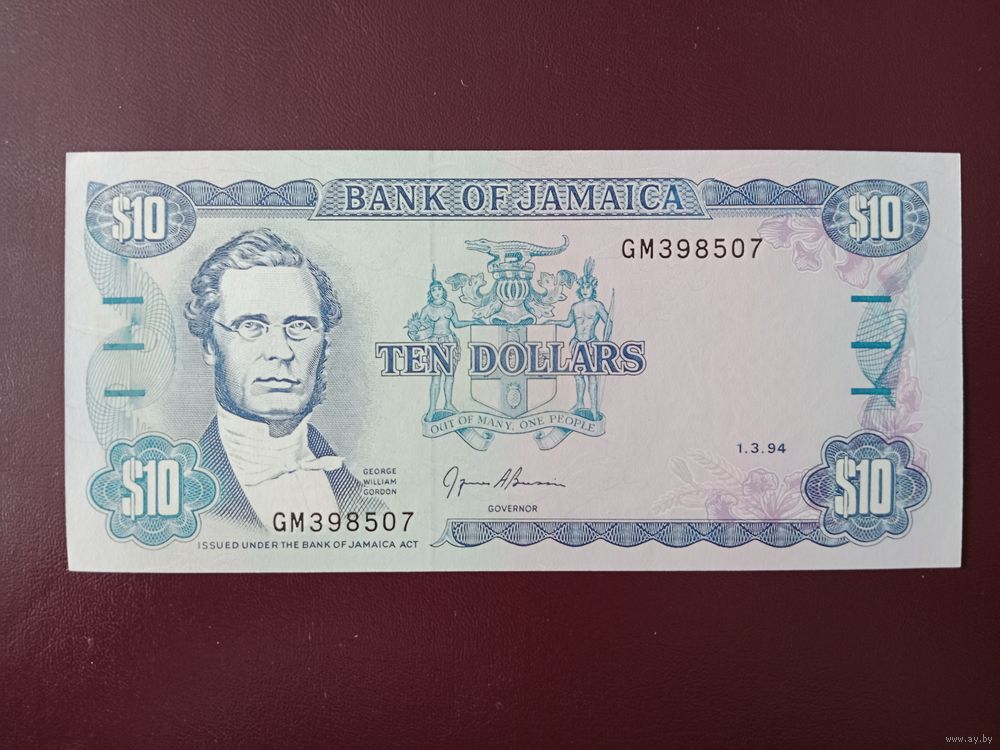 $10 BANK OF JAMAICA $10
GM398507
TEN DOLLARS
OUT OF MANY, ONE PEOPLE
1.3.94
$10 $10
GEORGE
WILLIAM
GORDON
GM398507
GOVERNOR
ISSUED UNDER THE BANK OF JAMAICA ACT
www.ay.by